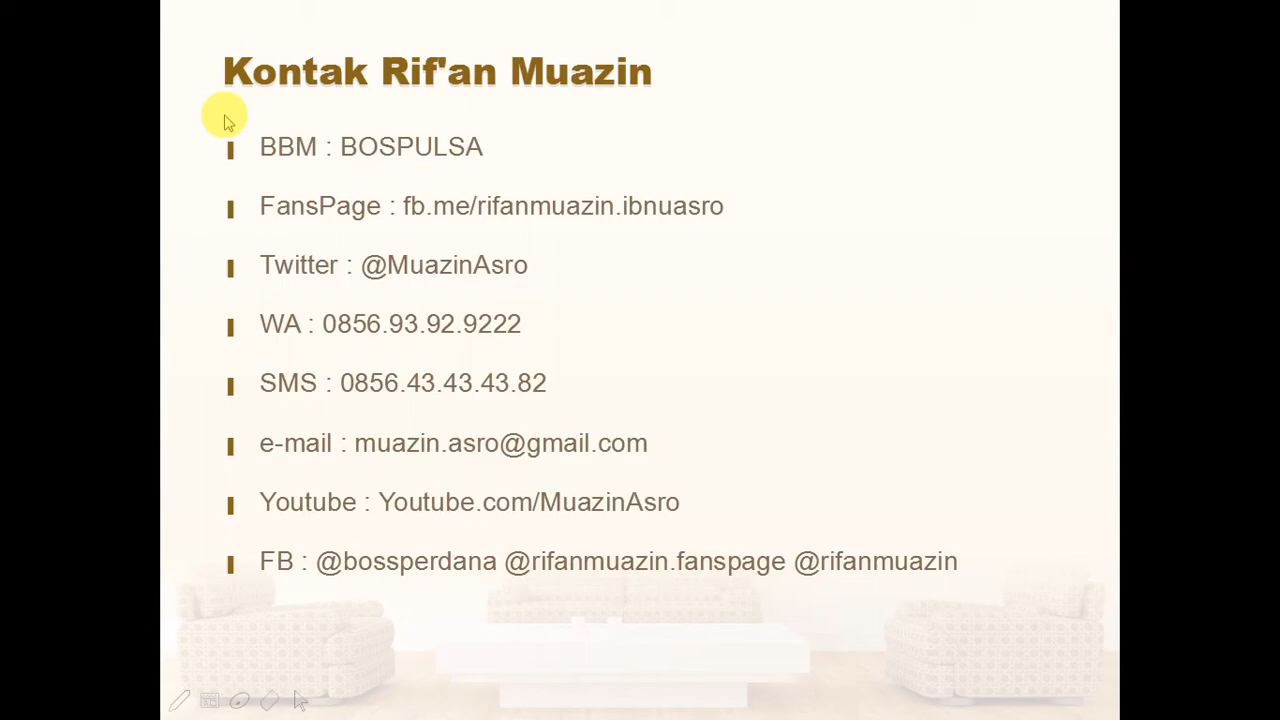 Kontak Rif'an Muazin
BBM : BOSPULSA
FansPage : fb.me/rifanmuazin.ibnuasro
Twitter : @MuazinAsro
WA : 0856.93.92.9222
SMS : 0856.43.43.43.82
e-mail : muazin.asro@gmail.com
Youtube : Youtube.com/MuazinAsro
FB : @bossperdana @rifanmuazin.fanspage @rifanmuazin